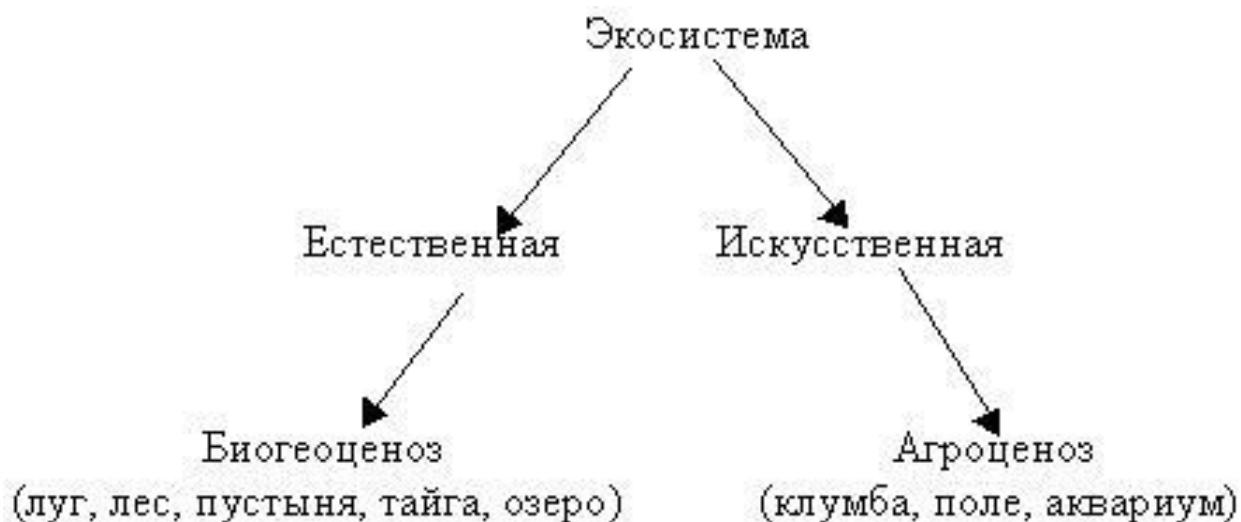 Экосистема
Естественная
Искусственная
Биогеоценоз
(луг, лес, пустыня, тайга, озеро)
Агроценоз
(клумба, поле, аквариум)